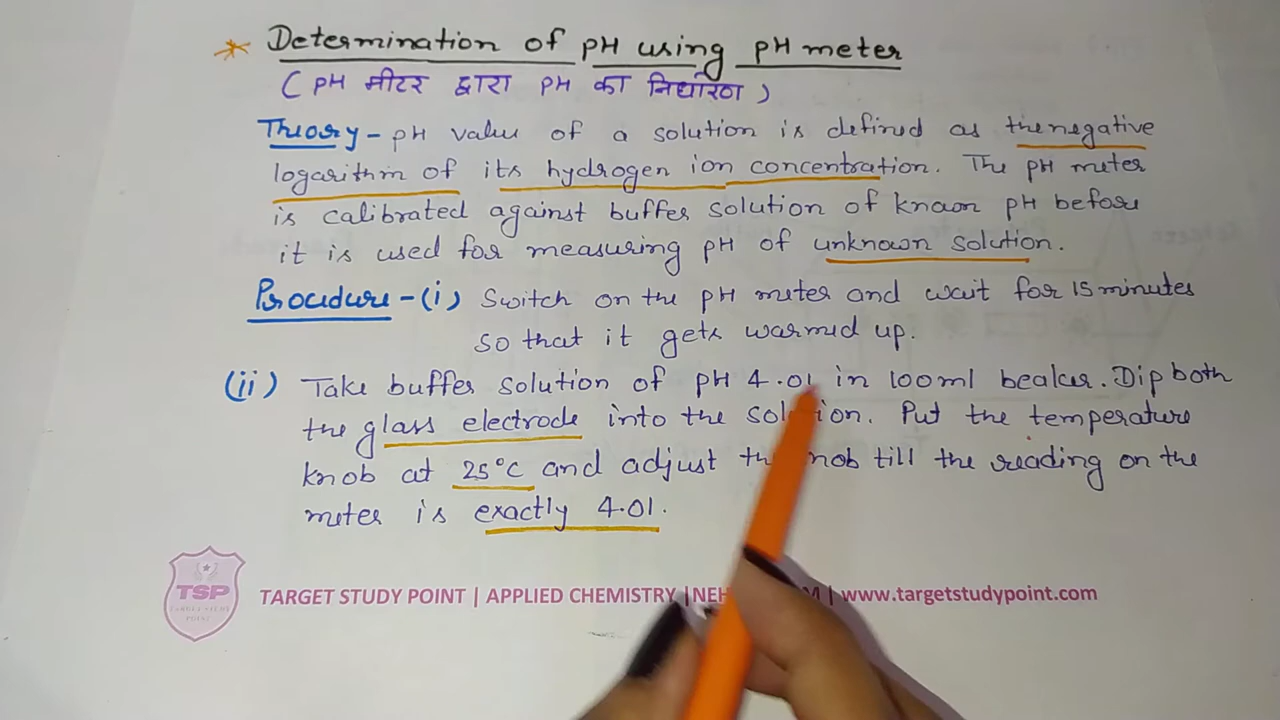 * Determination of pH using pH meter
( PH मीटर द्वारा PH का निर्धारण )
Theory - pH value of a solution is defined as the negative
logarithm of its hydrogen ion concentration. The pH meter
is calibrated against buffer solution of known pH before
it is used for measuring pH of unknown solution.
Procedure - (i) Switch on the pH meter and wait for 15 minutes
so that it gets warmed up.
(ii) Take buffer solution of pH 4.01 in 100ml beaker. Dip both
the glass electrode into the solution. Put the temperature
knob at 25°C and adjust the knob till the reading on the
meter is exactly 4.01.
TSP
TARGET STUDY POINT
TARGET STUDY POINT | APPLIED CHEMISTRY | | www.targetstudypoint.com